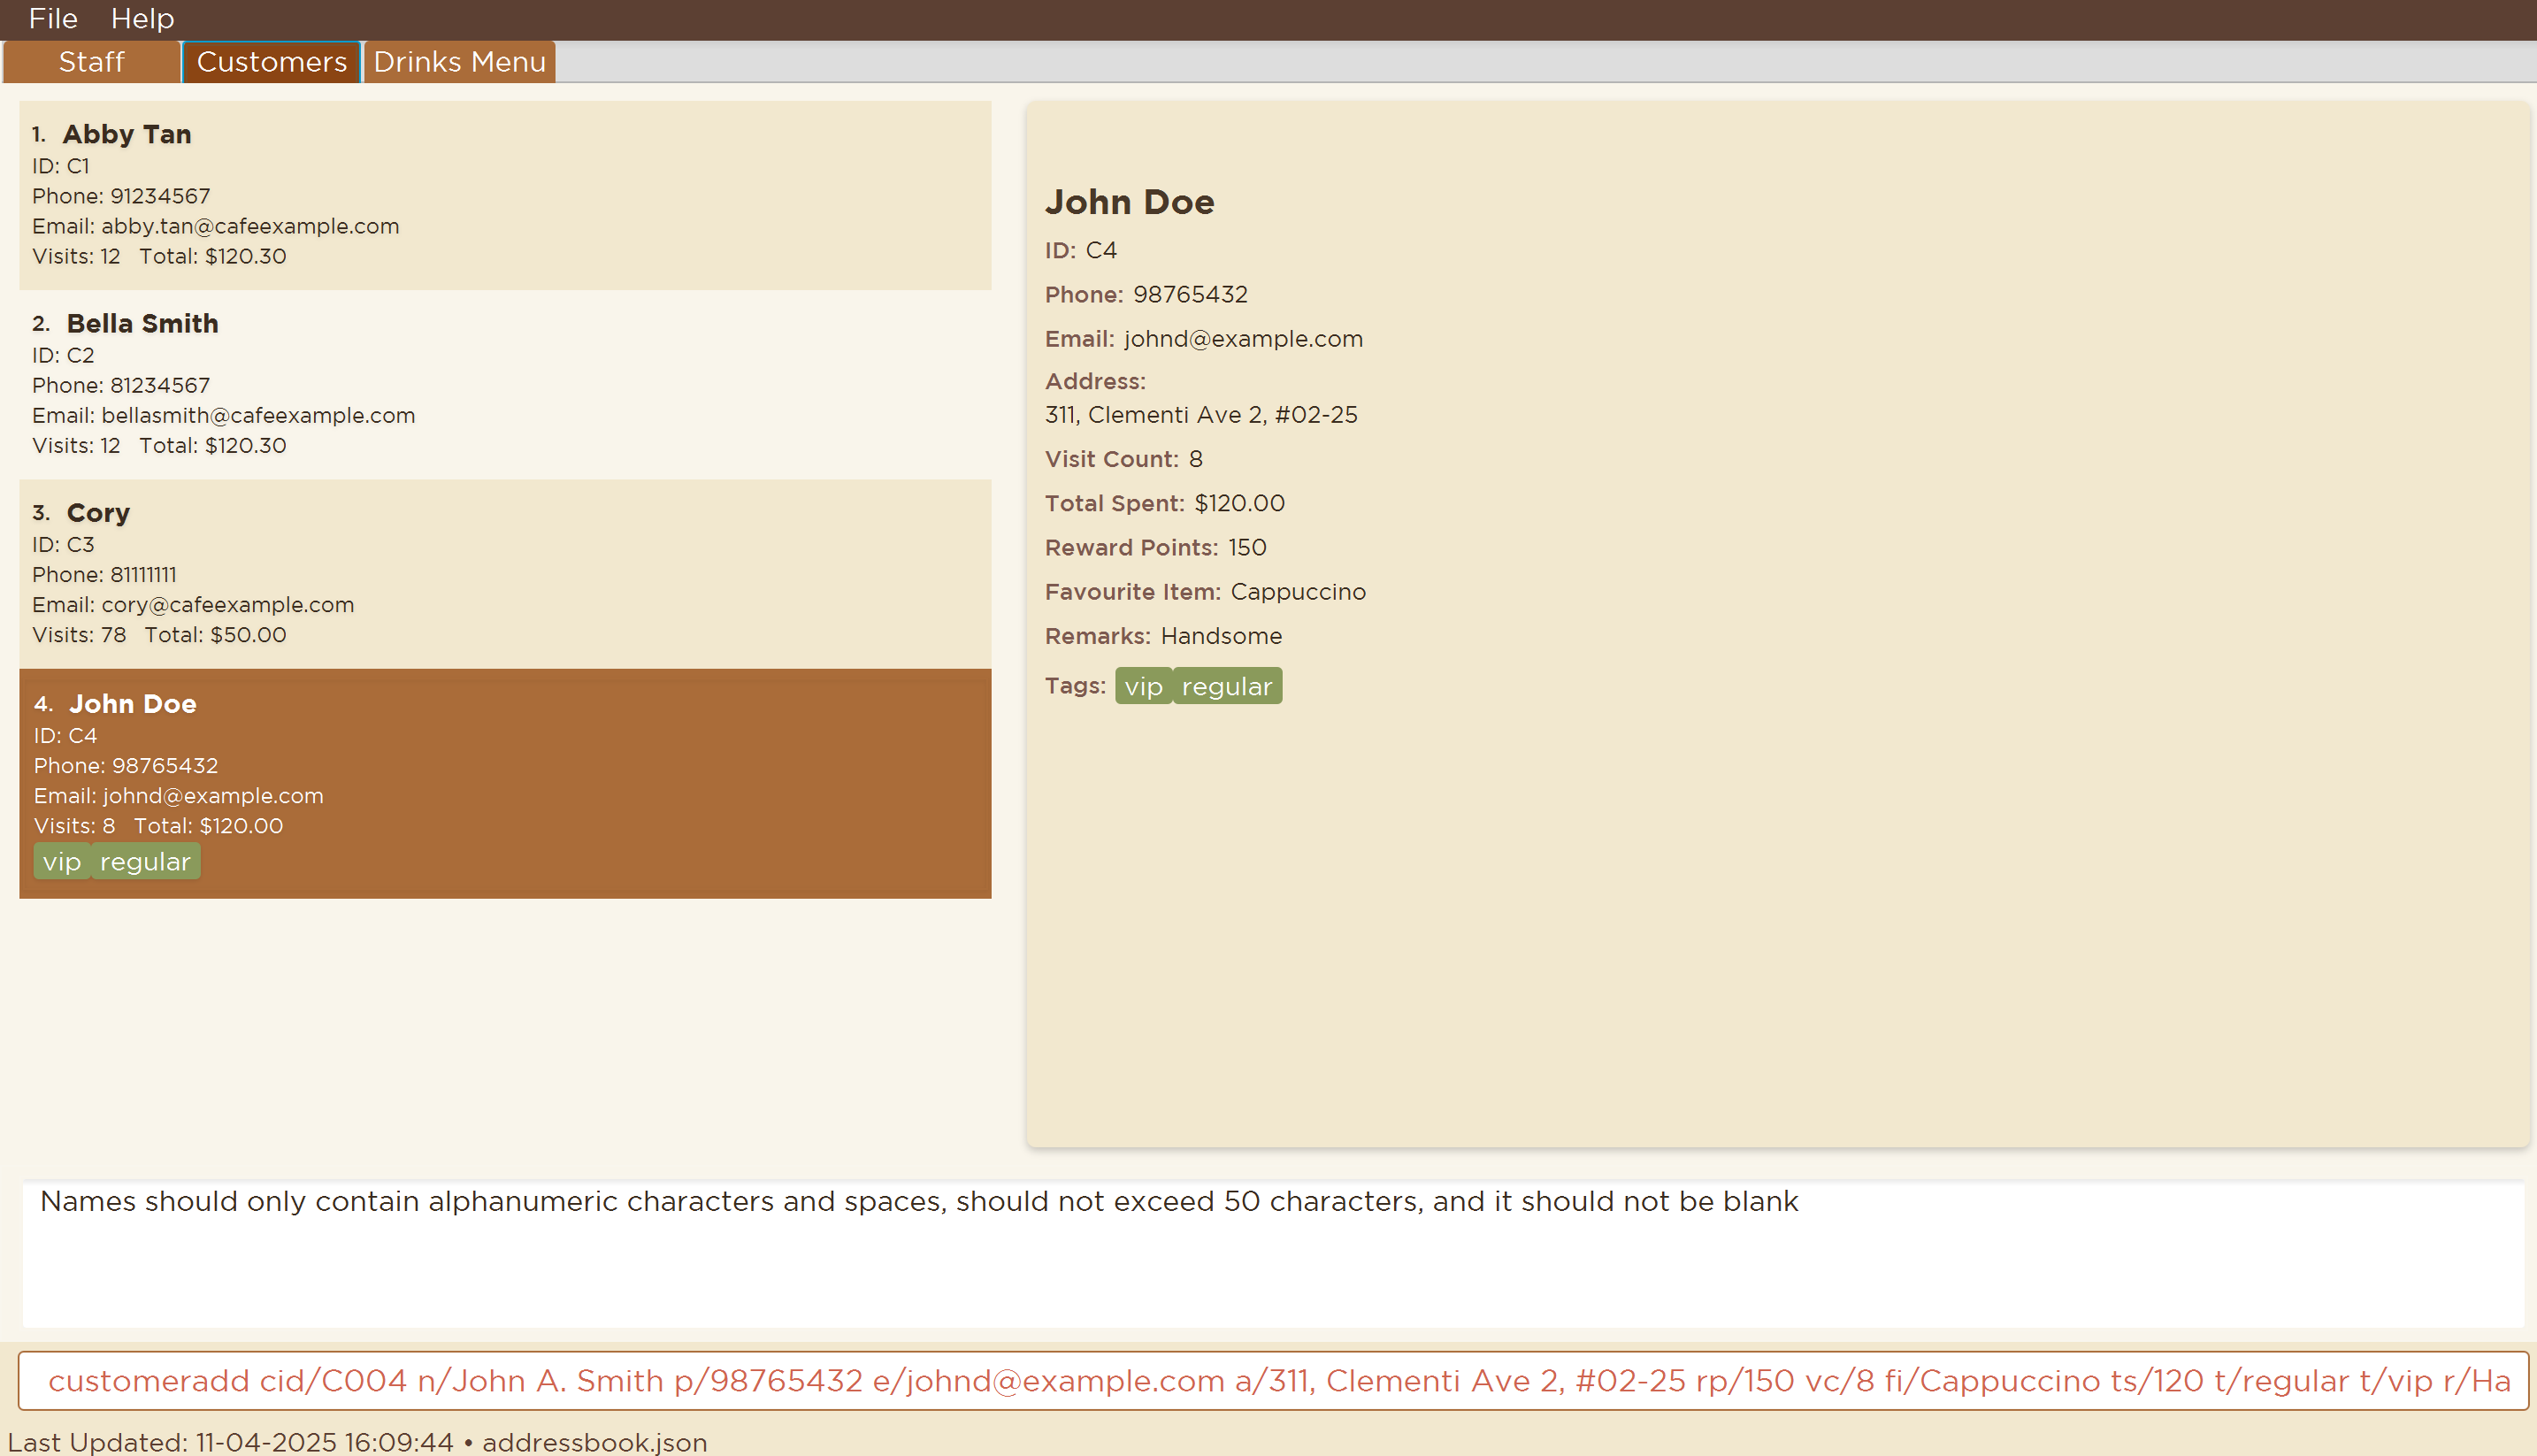 File Help
Staff Customers Drinks Menu
1. Abby Tan
ID: C1
Phone: 91234567
Email: abby.tan@cafeexample.com
Visits: 12 Total: $120.30
2. Bella Smith
ID: C2
Phone: 81234567
Email: bellasmith@cafeexample.com
Visits: 12 Total: $120.30
3. Cory
ID: C3
Phone: 81111111
Email: cory@cafeexample.com
Visits: 78 Total: $50.00
4. John Doe
ID: C4
Phone: 98765432
Email: johnd@example.com
Visits: 8 Total: $120.00
vip regular
John Doe
ID: C4
Phone: 98765432
Email: johnd@example.com
Address:
311, Clementi Ave 2, #02-25
Visit Count: 8
Total Spent: $120.00
Reward Points: 150
Favourite Item: Cappuccino
Remarks: Handsome
Tags: vip regular
Names should only contain alphanumeric characters and spaces, should not exceed 50 characters, and it should not be blank
customeradd cid/C004 n/John A. Smith p/98765432 e/johnd@example.com a/311, Clementi Ave 2, #02-25 rp/150 vc/8 fi/Cappuccino ts/120 t/regular t/vip r/Ha
Last Updated: 11-04-2025 16:09:44 • addressbook.json